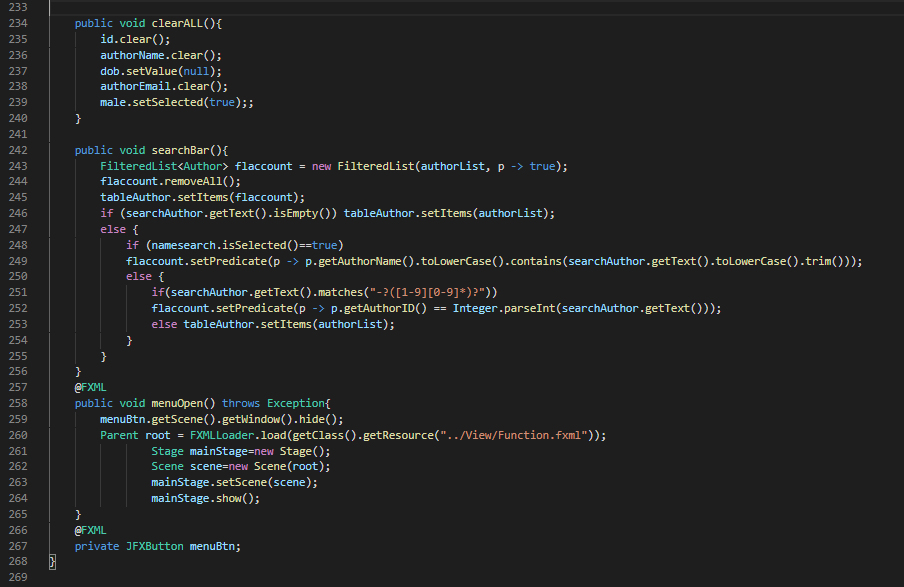 233
234 public void clearALL(){
235 id.clear();
236 authorName.clear();
237 dob.setValue(null);
238 authorEmail.clear();
239 male.setSelected(true);;
240 }
241
242 public void searchBar(){
243 FilteredList<Author> flaccount = new FilteredList(authorList, p -> true);
244 flaccount.removeAll();
245 tableAuthor.setItems(flaccount);
246 if (searchAuthor.getText().isEmpty()) tableAuthor.setItems(authorList);
247 else {
248 if (namesearch.isSelected()==true)
249 flaccount.setPredicate(p -> p.getAuthorName().toLowerCase().contains(searchAuthor.getText().toLowerCase().trim()));
250 else {
251 if(searchAuthor.getText().matches("-?([1-9][0-9]*)?"))
252 flaccount.setPredicate(p -> p.getAuthorID() == Integer.parseInt(searchAuthor.getText()));
253 else tableAuthor.setItems(authorList);
254 }
255 }
256 }
257 @FXML
258 public void menuOpen() throws Exception{
259 menuBtn.getScene().getWindow().hide();
260 Parent root = FXMLLoader.load(getClass().getResource("../View/Function.fxml"));
261 Stage mainStage=new Stage();
262 Scene scene=new Scene(root);
263 mainStage.setScene(scene);
264 mainStage.show();
265 }
266 @FXML
267 private JFXButton menuBtn;
268 }
269